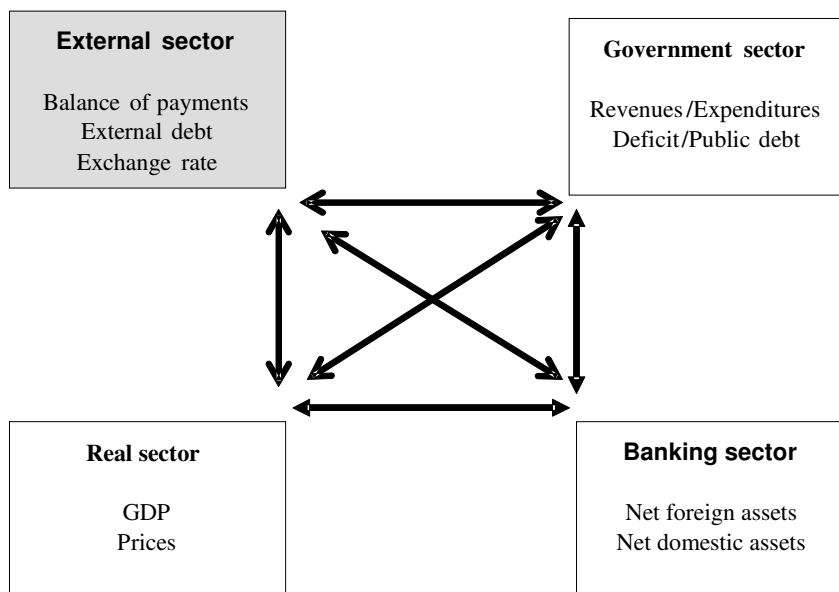 External sector
Balance of payments
External debt
Exchange rate
Government sector
Revenues/Expenditures
Deficit/Public debt
Real sector
GDP
Prices
Banking sector
Net foreign assets
Net domestic assets